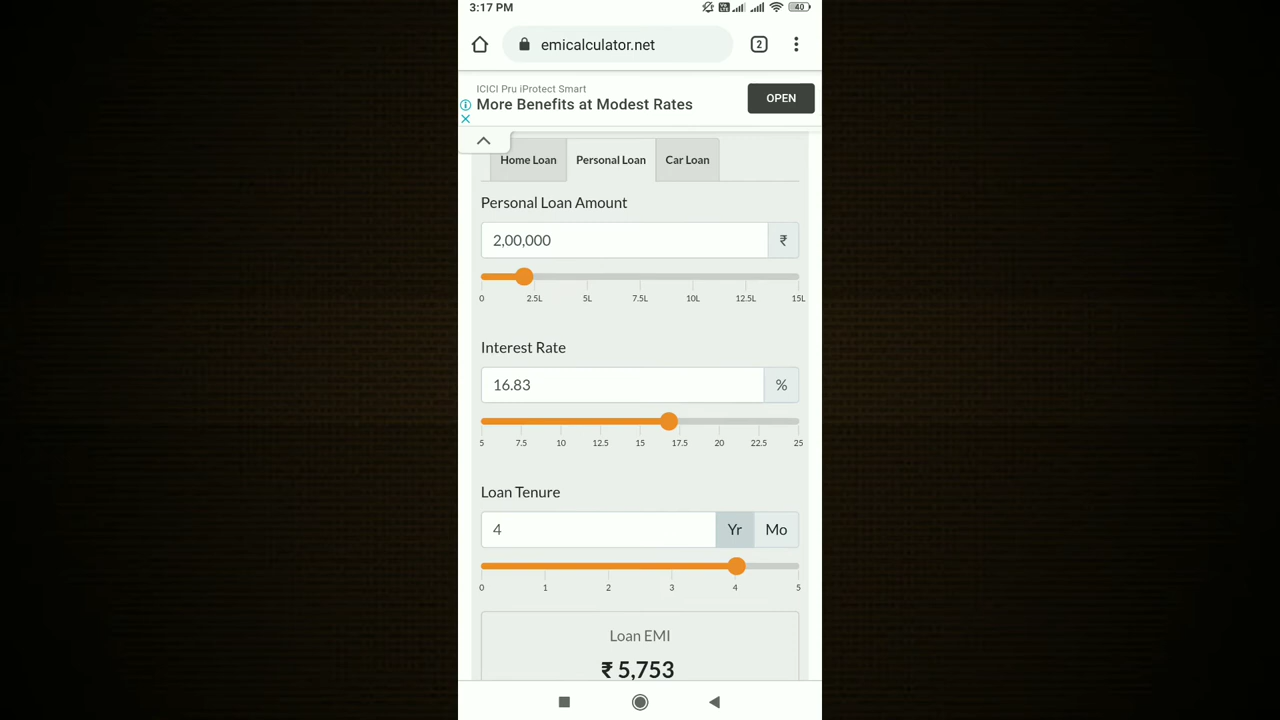 3:17 PM
40
emicalculator.net
2
ICICI Pru iProtect Smart
More Benefits at Modest Rates
OPEN
Home Loan Personal Loan Car Loan
Personal Loan Amount
2,00,000 ₹
0 2.5L 5L 7.5L 10L 12.5L 15L
Interest Rate
16.83 %
5 7.5 10 12.5 15 17.5 20 22.5 25
Loan Tenure
4 Yr Mo
0 1 2 3 4 5
Loan EMI
₹ 5,753